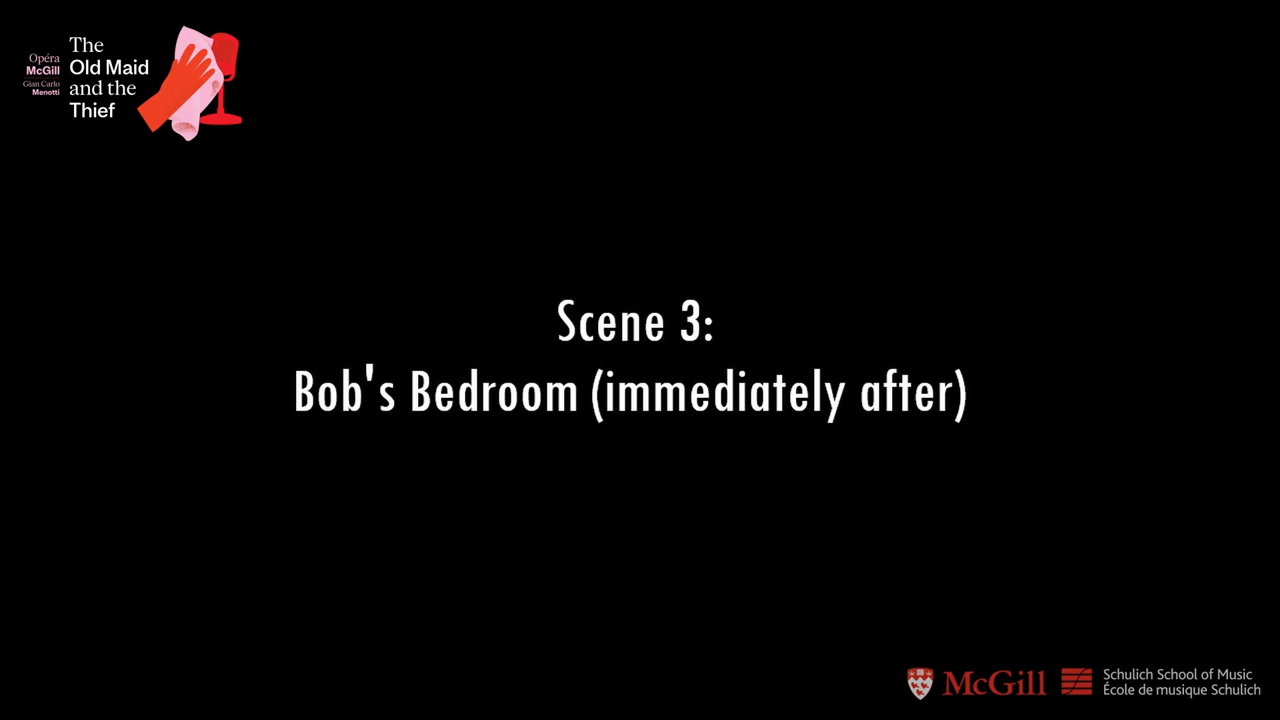 Opéra
McGill
Gian Carlo
Menotti
The
Old Maid
and the
Thief
Scene 3:
Bob's Bedroom (immediately after)
McGill
Schulich School of Music
École de musique Schulich